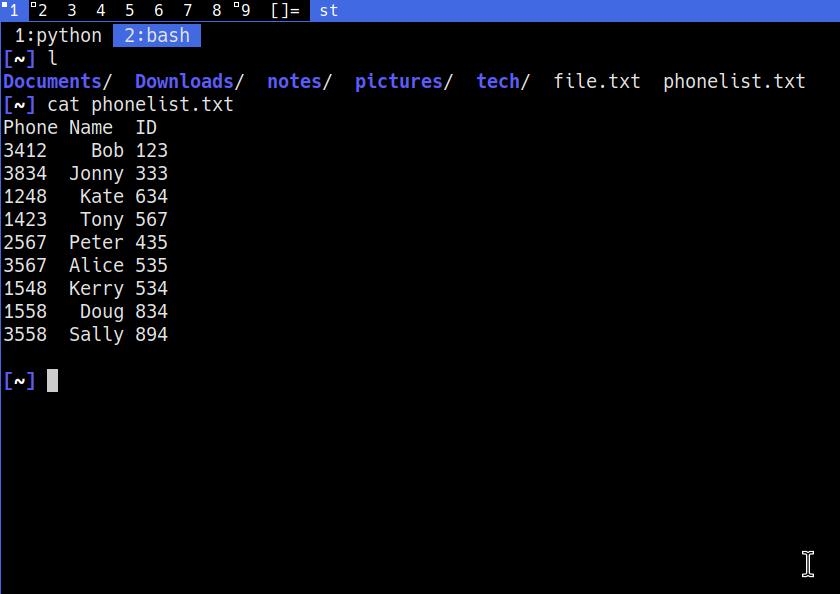 1 2 3 4 5 6 7 8 9 []= st
1:python 2:bash
[~] l
Documents/  Downloads/  notes/  pictures/  tech/  file.txt  phonelist.txt
[~] cat phonelist.txt
Phone Name  ID
3412    Bob 123
3834  Jonny 333
1248   Kate 634
1423   Tony 567
2567  Peter 435
3567  Alice 535
1548  Kerry 534
1558   Doug 834
3558  Sally 894
[~]